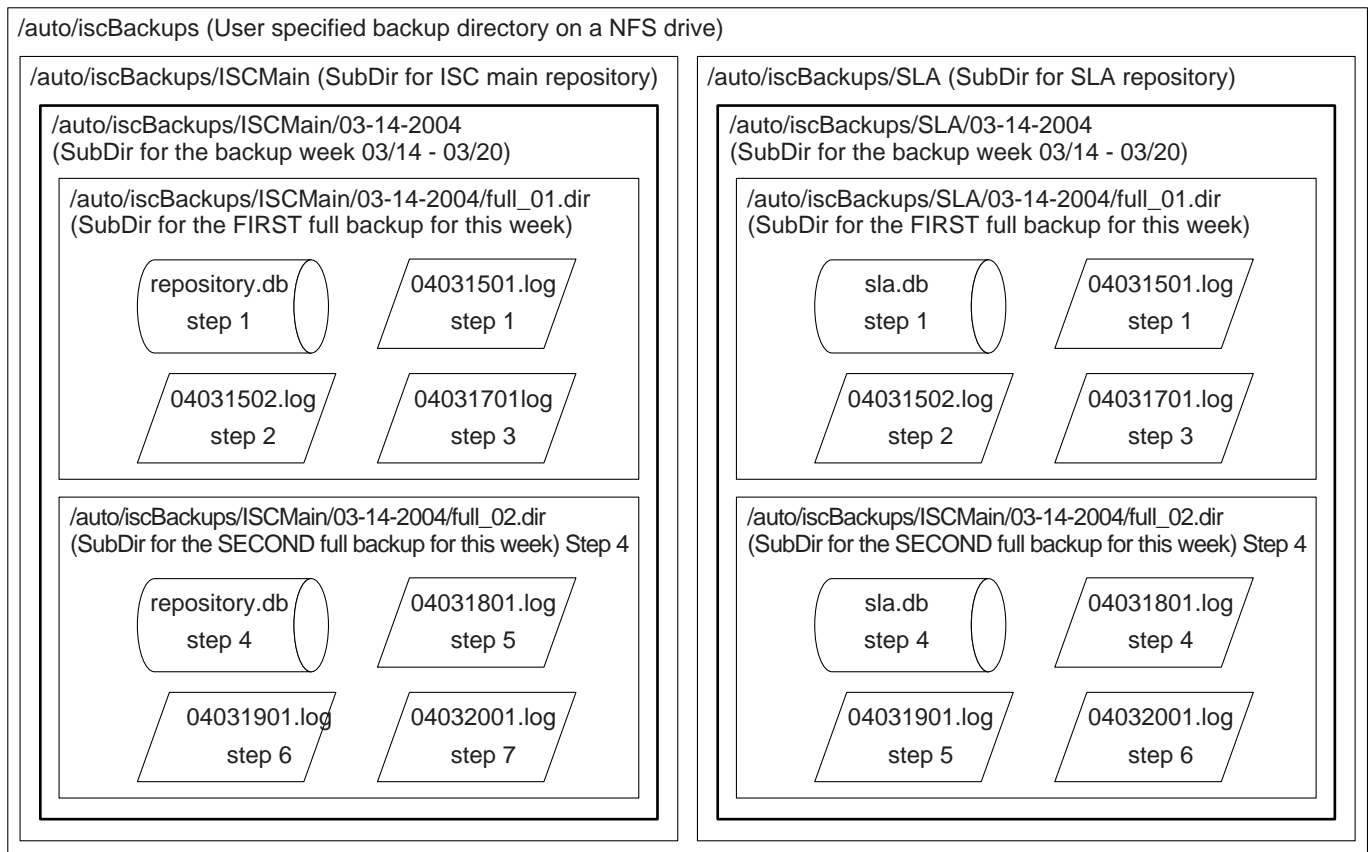 /auto/iscBackups (User specified backup directory on a NFS drive)
/auto/iscBackups/ISCMain (SubDir for ISC main repository)
/auto/iscBackups/ISCMain/03-14-2004
(SubDir for the backup week 03/14 - 03/20)
/auto/iscBackups/ISCMain/03-14-2004/full_01.dir
(SubDir for the FIRST full backup for this week)
repository.db
step 1
04031501.log
step 1
04031502.log
step 2
04031701log
step 3
/auto/iscBackups/ISCMain/03-14-2004/full_02.dir
(SubDir for the SECOND full backup for this week) Step 4
repository.db
step 4
04031801.log
step 5
04031901.log
step 6
04032001.log
step 7
/auto/iscBackups/SLA (SubDir for SLA repository)
/auto/iscBackups/SLA/03-14-2004
(SubDir for the backup week 03/14 - 03/20)
/auto/iscBackups/SLA/03-14-2004/full_01.dir
(SubDir for the FIRST full backup for this week)
sla.db
step 1
04031501.log
step 1
04031502.log
step 2
04031701.log
step 3
/auto/iscBackups/ISCMain/03-14-2004/full_02.dir
(SubDir for the SECOND full backup for this week) Step 4
sla.db
step 4
04031801.log
step 4
04031901.log
step 5
04032001.log
step 6